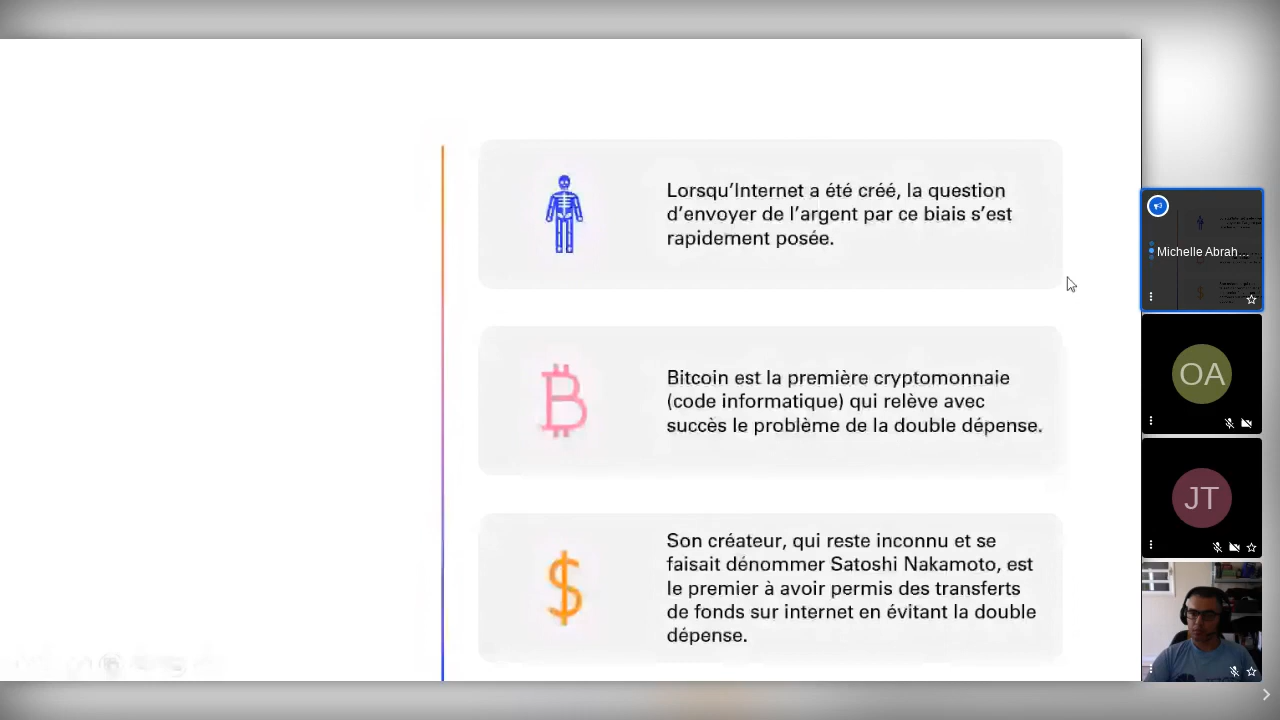 Lorsqu’Internet a été créé, la question
d’envoyer de l’argent par ce biais s’est
rapidement posée.
Bitcoin est la première cryptomonnaie
(code informatique) qui relève avec
succès le problème de la double dépense.
Son créateur, qui reste inconnu et se
faisait dénommer Satoshi Nakamoto, est
le premier à avoir permis des transferts
de fonds sur internet en évitant la double
dépense.
Michelle Abrah...
OA
JT